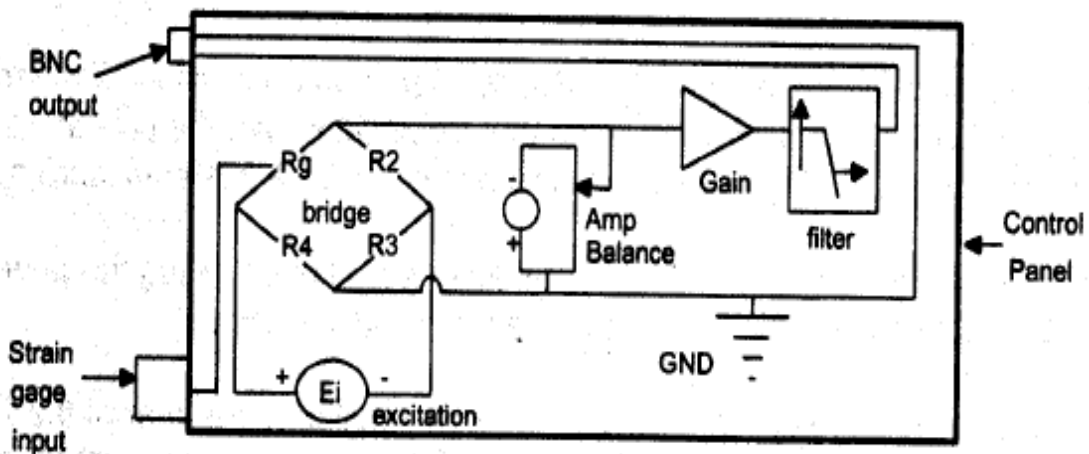 BNC
output
Rg
R2
bridge
R4
R3
Strain
gage
input
+
Ei
-
excitation
-
+
Amp
Balance
Gain
filter
GND
Control
Panel